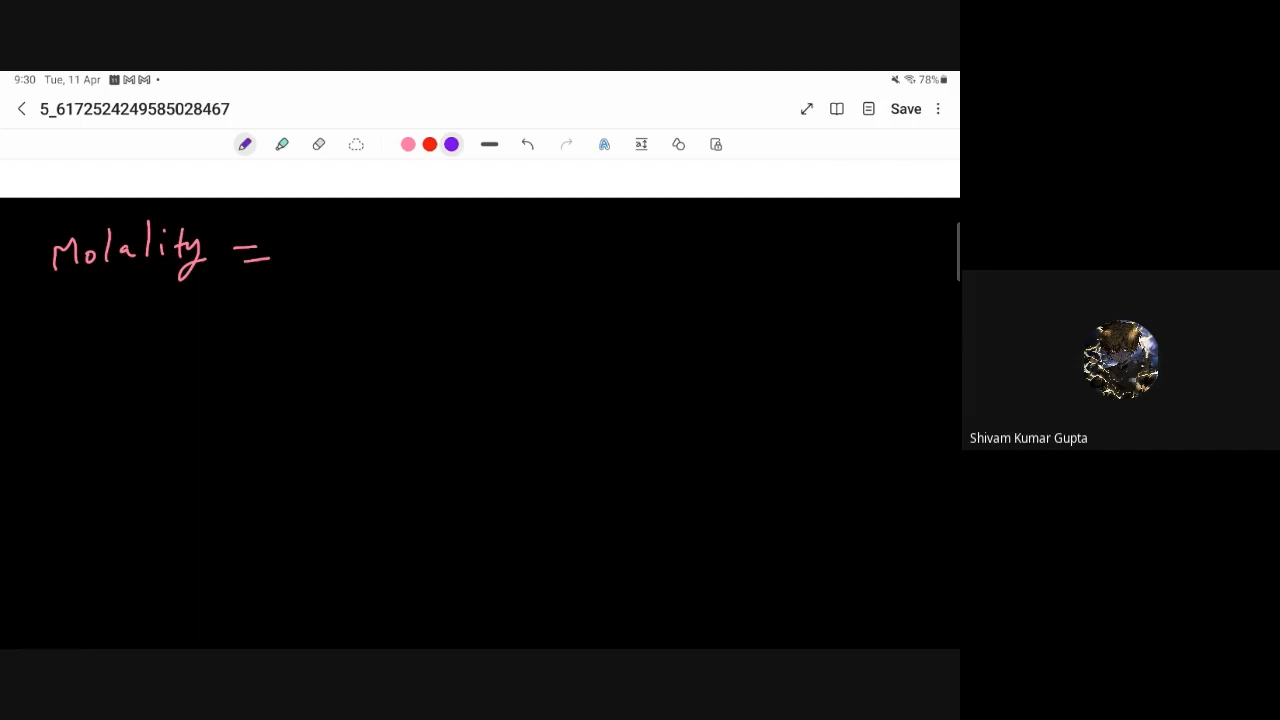 9:30 Tue, 11 Apr 78%
5_6172524249585028467 Save
Molality =
Shivam Kumar Gupta